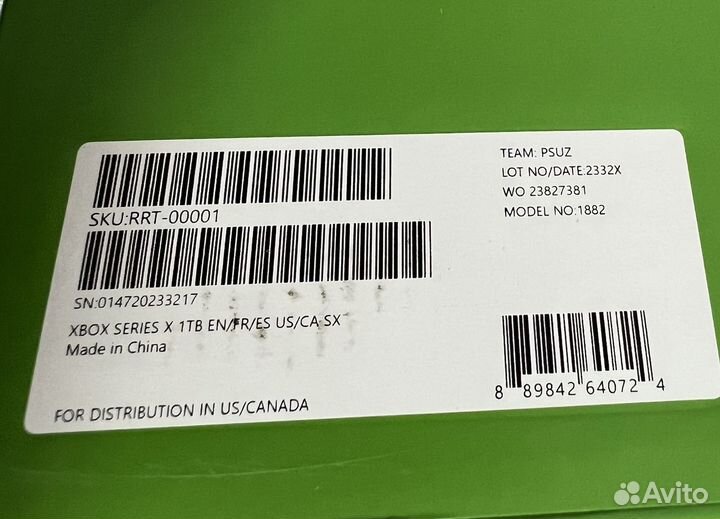 TEAM: PSUZ
LOT NO/DATE:2332X
WO 23827381
MODEL NO:1882
SKU:RRT-00001
SN:014720233217
XBOX SERIES X 1TB EN/FR/ES US/CA SX
Made in China
8 89842 64072 4
FOR DISTRIBUTION IN US/CANADA
Avito